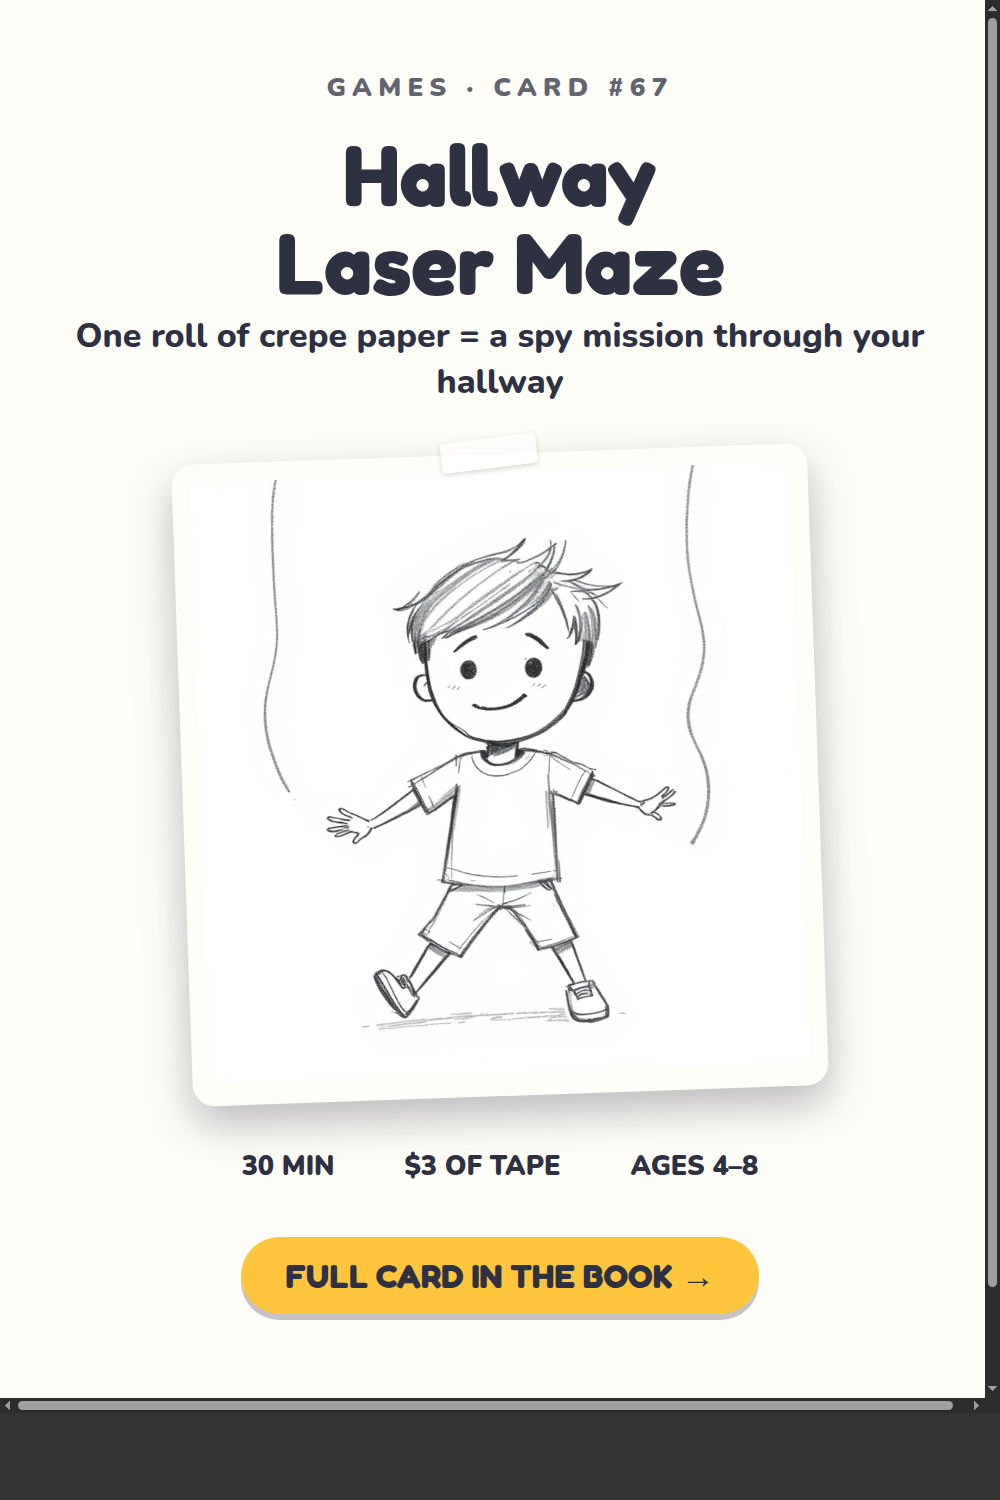 GAMES · CARD #67
Hallway
Laser Maze
One roll of crepe paper = a spy mission through your
hallway
30 MIN $3 OF TAPE AGES 4–8
FULL CARD IN THE BOOK →